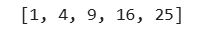 [1, 4, 9, 16, 25]